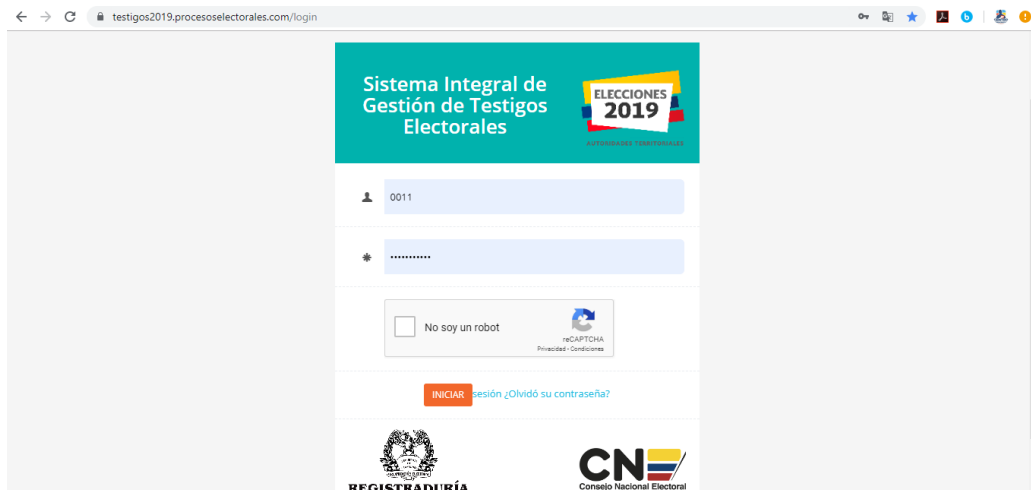 testigos2019.procesoselectorales.com/login
Sistema Integral de
Gestión de Testigos
Electorales
ELECCIONES
2019
AUTORIDADES TERRITORIALES
0011
No soy un robot
reCAPTCHA
Privacidad - Condiciones
INICIAR sesión ¿Olvidó su contraseña?
REGISTRADURÍA
CNE
Consejo Nacional Electoral